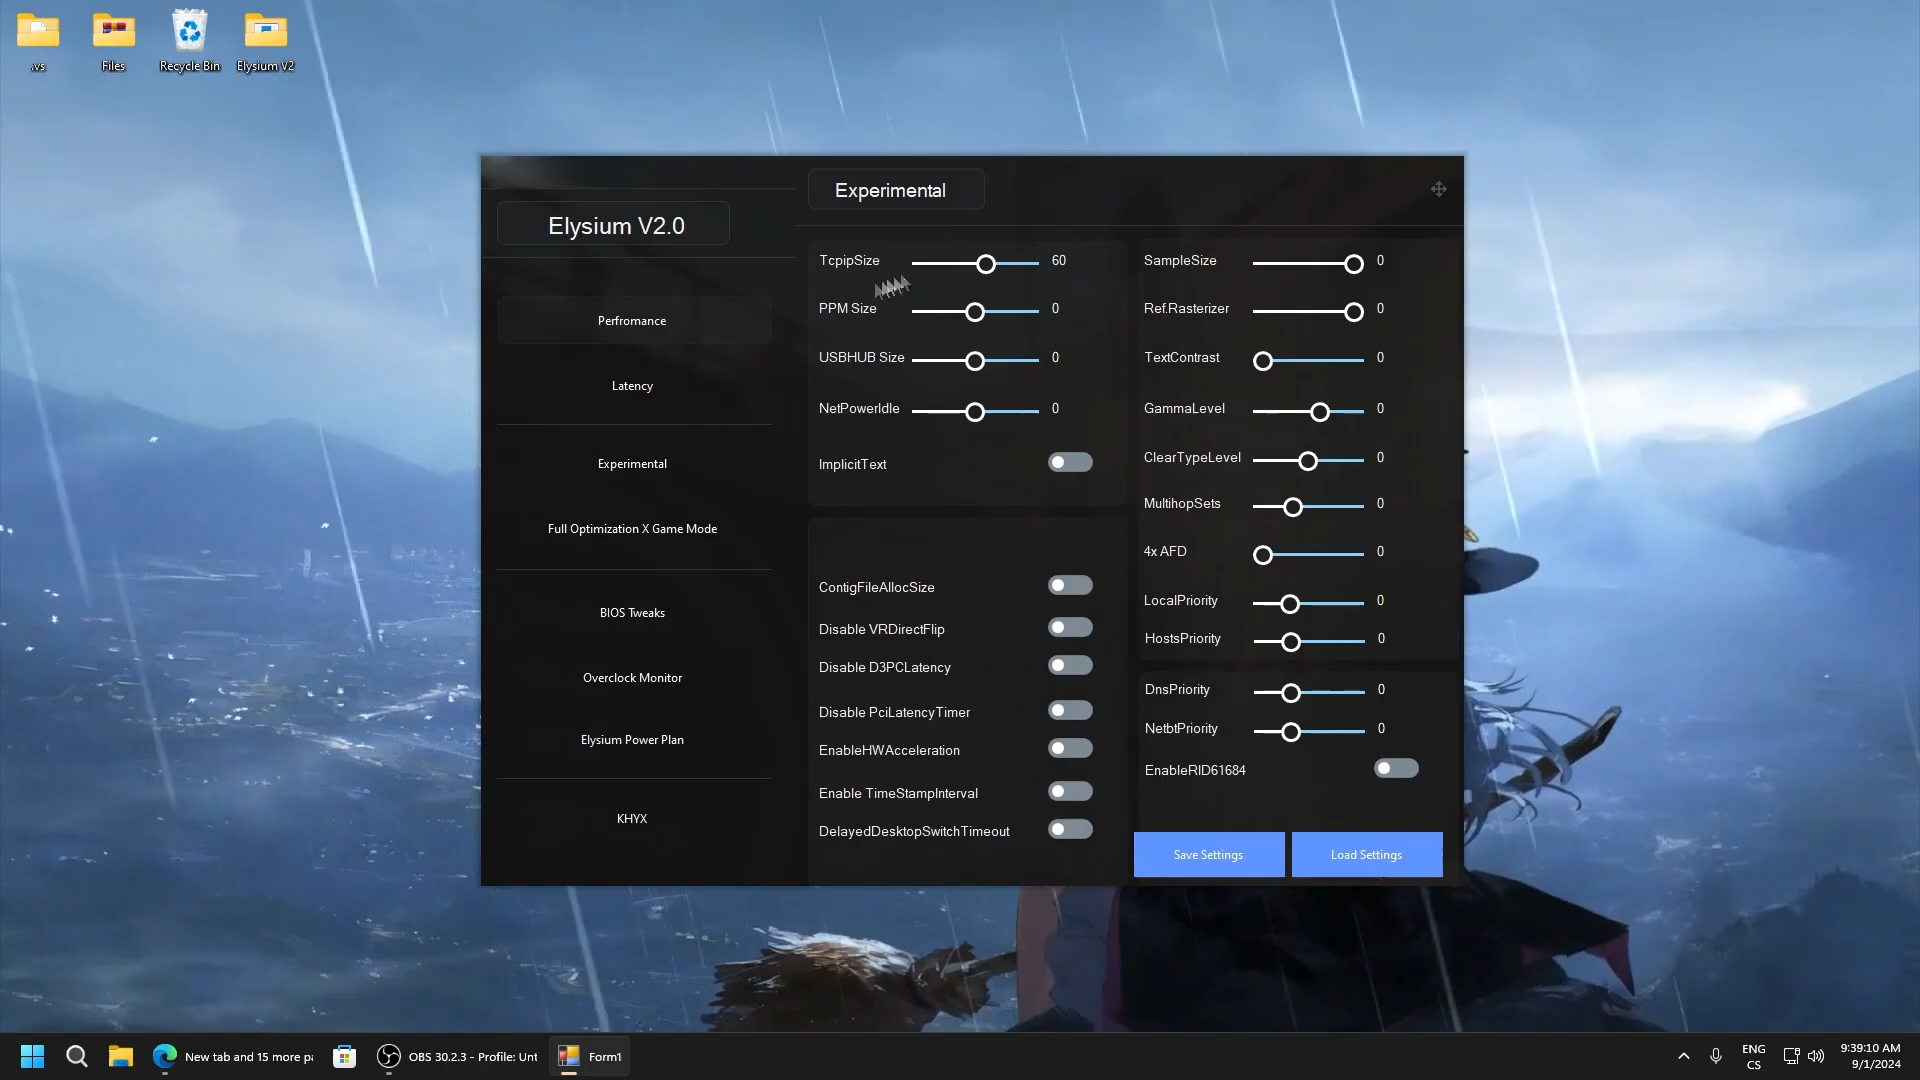 .vs
Files
Recycle Bin
Elysium V2
Experimental
Elysium V2.0
Perfromance
Latency
Experimental
Full Optimization X Game Mode
BIOS Tweaks
Overclock Monitor
Elysium Power Plan
KHYX
TcpipSize 60
PPM Size 0
USBHUB Size 0
NetPowerIdle 0
ImplicitText
ContigFileAllocSize
Disable VRDirectFlip
Disable D3PCLatency
Disable PciLatencyTimer
EnableHWAcceleration
Enable TimeStampInterval
DelayedDesktopSwitchTimeout
SampleSize 0
Ref.Rasterizer 0
TextContrast 0
GammaLevel 0
ClearTypeLevel 0
MultihopSets 0
4x AFD 0
LocalPriority 0
HostsPriority 0
DnsPriority 0
NetbtPriority 0
EnableRID61684
Save Settings
Load Settings
New tab and 15 more pa
OBS 30.2.3 - Profile: Unt
Form1
ENG
CS
9:39:10 AM
9/1/2024